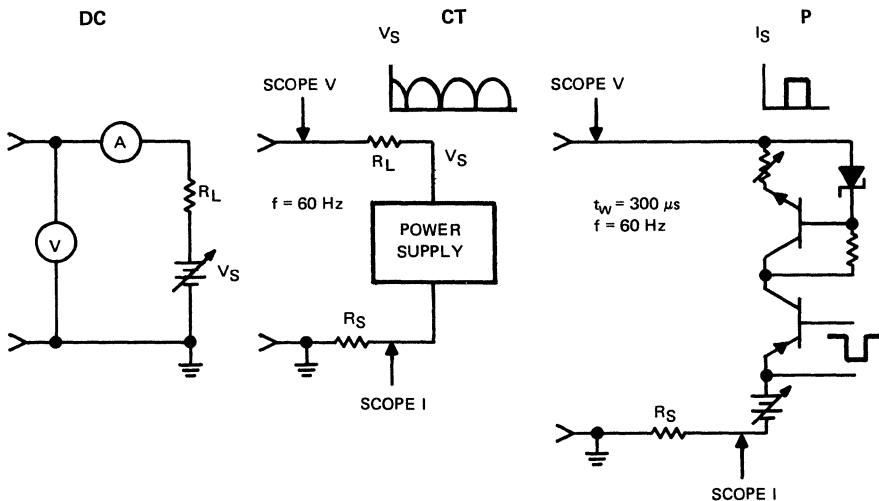 DC
A
RL
V
VS
CT
VS
SCOPE V
RL
VS
f = 60 Hz
POWER
SUPPLY
RS
SCOPE I
P
IS
SCOPE V
tw = 300 µs
f = 60 Hz
RS
SCOPE I